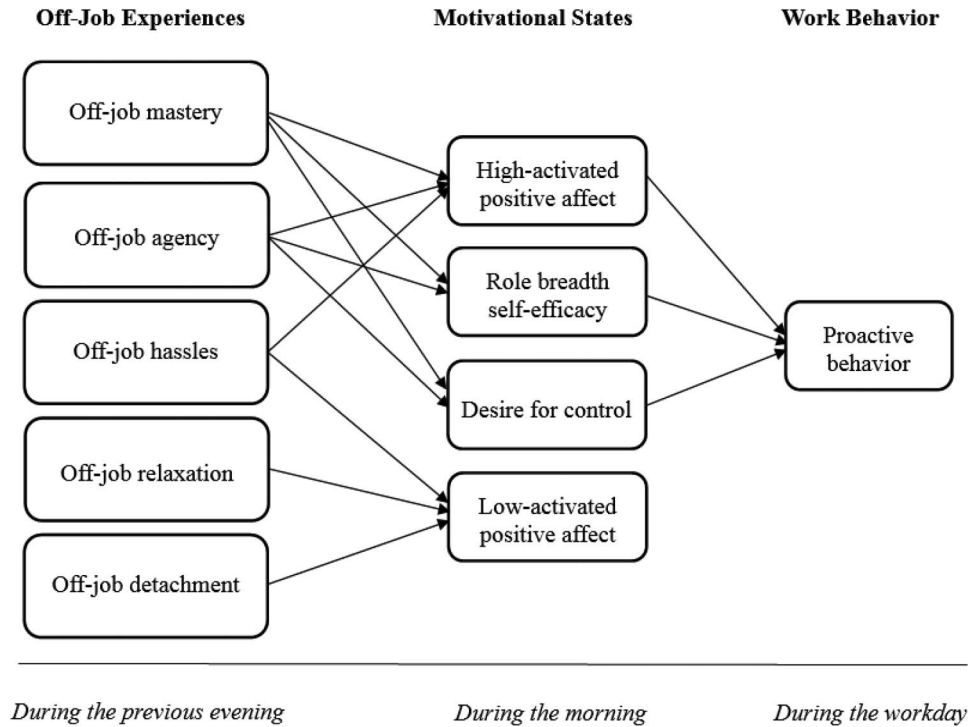 Off-Job Experiences
Motivational States
Work Behavior
Off-job mastery
Off-job agency
Off-job hassles
Off-job relaxation
Off-job detachment
High-activated
positive affect
Role breadth
self-efficacy
Desire for control
Low-activated
positive affect
Proactive
behavior
During the previous evening
During the morning
During the workday